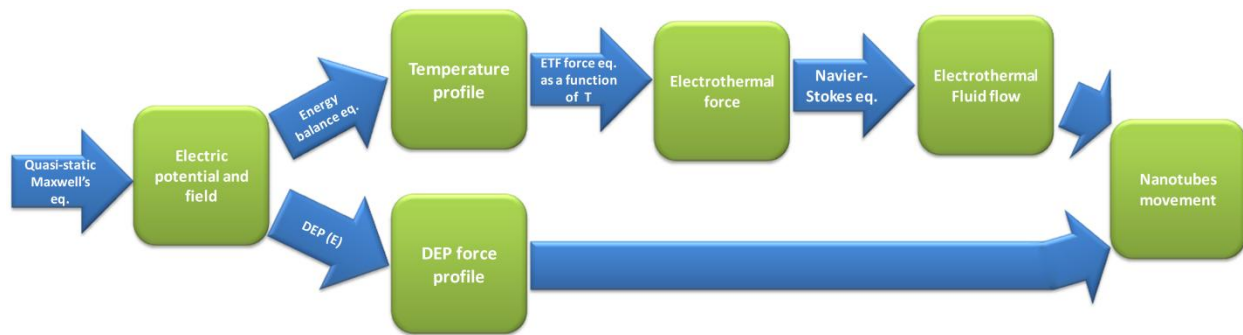 Quasi-static
Maxwell's
eq.
Electric
potential and
field
Energy
balance eq.
Temperature
profile
ETF force eq.
as a function
of T
Electrothermal
force
Navier-
Stokes eq.
Electrothermal
Fluid flow
DEP (E)
DEP force
profile
Nanotubes
movement